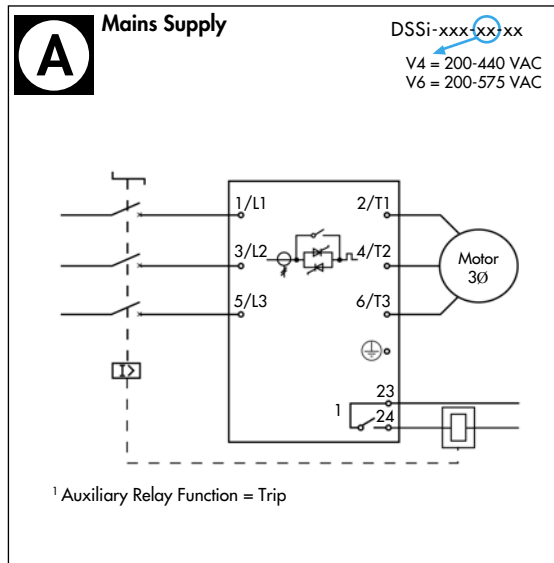 A
Mains Supply
DSSi-xxx-xx-xx
V4 = 200-440 VAC
V6 = 200-575 VAC
1/L1
2/T1
3/L2
4/T2
5/L3
6/T3
Motor
3Ø
I>
23
1
24
1 Auxiliary Relay Function = Trip